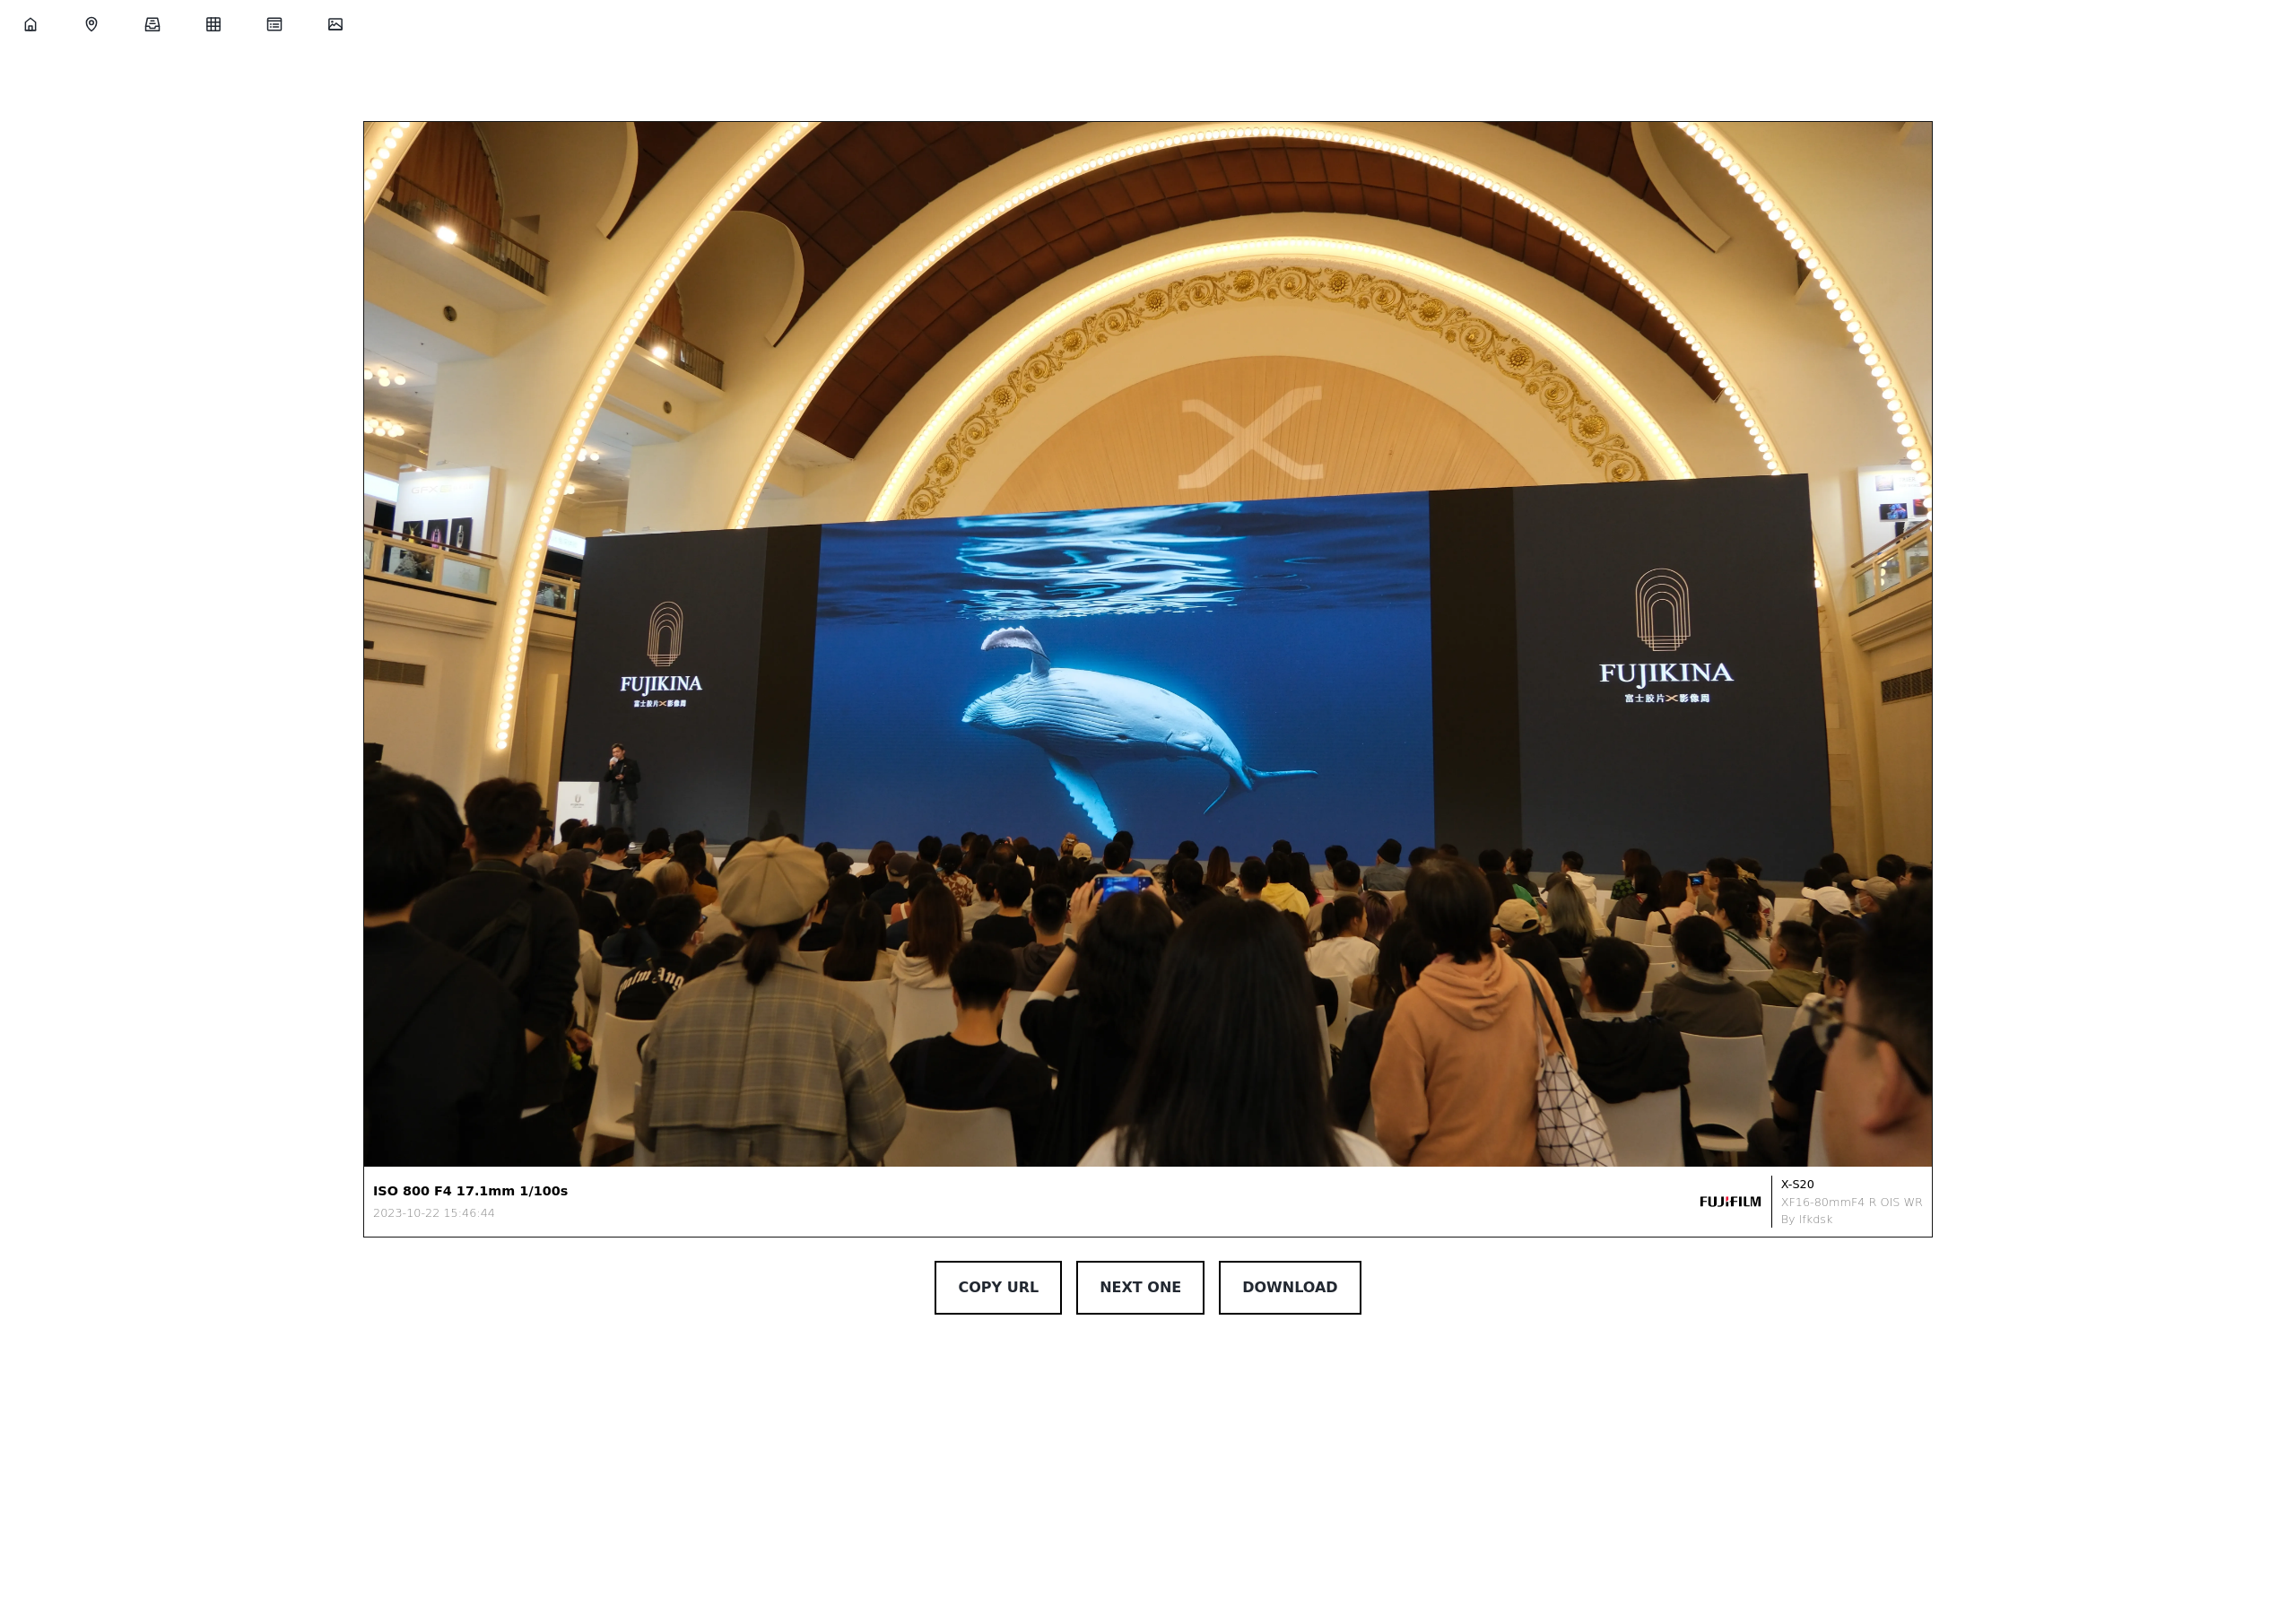 FUJIKINA
富士胶片X影像周
FUJIKINA
富士胶片X影像周
Palm Ang
ISO 800 F4 17.1mm 1/100s
2023-10-22 15:46:44
FUJIFILM
X-S20
XF16-80mmF4 R OIS WR
By lfkdsk
COPY URL
NEXT ONE
DOWNLOAD